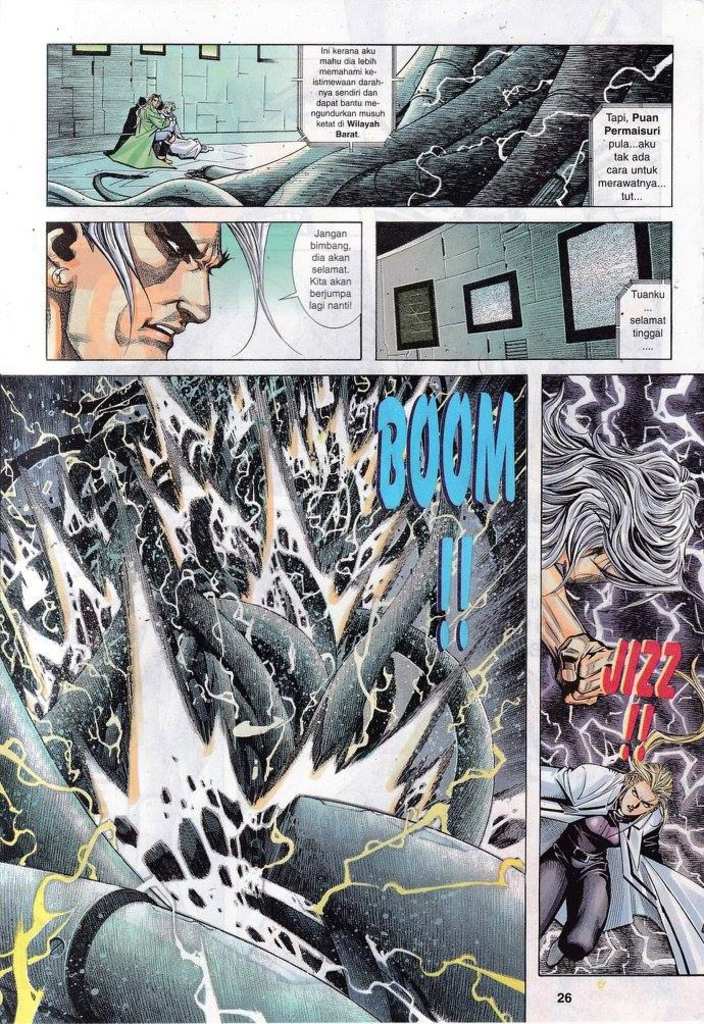 Ini kerana aku
mahu dia lebih
memahami ke-
istimewaan darah-
nya sendiri dan
dapat bantu me-
ngundurkan musuh
ketat di Wilayah
Barat.
Tapi, Puan
Permaisuri
pula...aku
tak ada
cara untuk
merawatnya...
tut...
Jangan
bimbang,
dia akan
selamat.
Kita akan
berjumpa
lagi nanti!
Tuanku
...
selamat
tinggal
....
BOOM
!!
JIZZ
!!
26